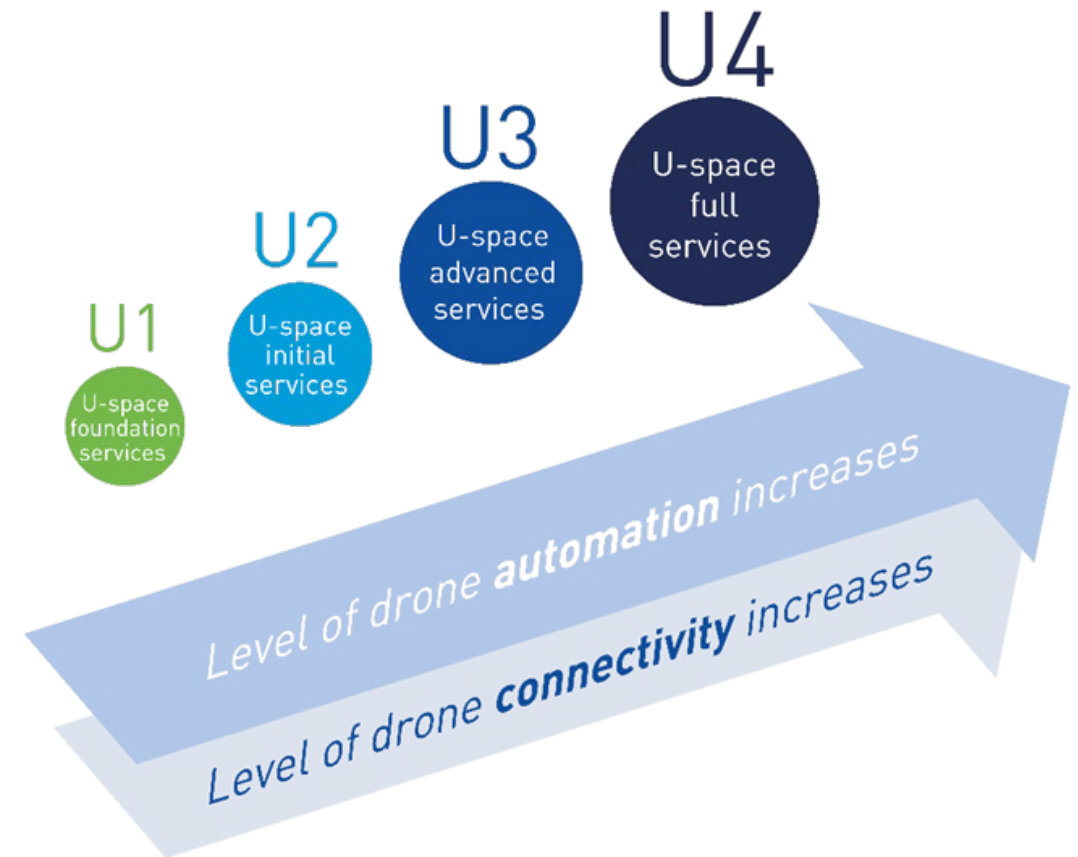 U1
U-space
foundation
services
U2
U-space
initial
services
U3
U-space
advanced
services
U4
U-space
full
services
Level of drone automation increases
Level of drone connectivity increases